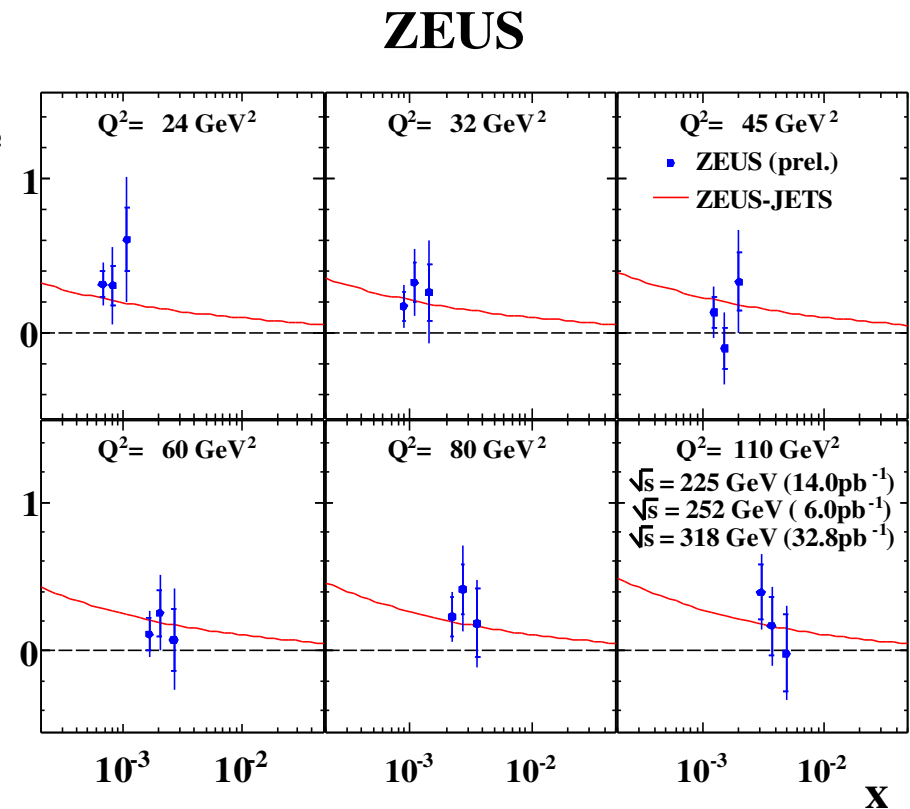 ZEUS
Q²= 24 GeV²
Q²= 32 GeV²
Q²= 45 GeV²
ZEUS (prel.)
ZEUS-JETS
1
0
Q²= 60 GeV²
Q²= 80 GeV²
Q²= 110 GeV²
√s = 225 GeV (14.0pb⁻¹)
√s = 252 GeV ( 6.0pb⁻¹)
√s = 318 GeV (32.8pb⁻¹)
1
0
10⁻³ 10⁻² 10⁻³ 10⁻² 10⁻³ 10⁻²
x